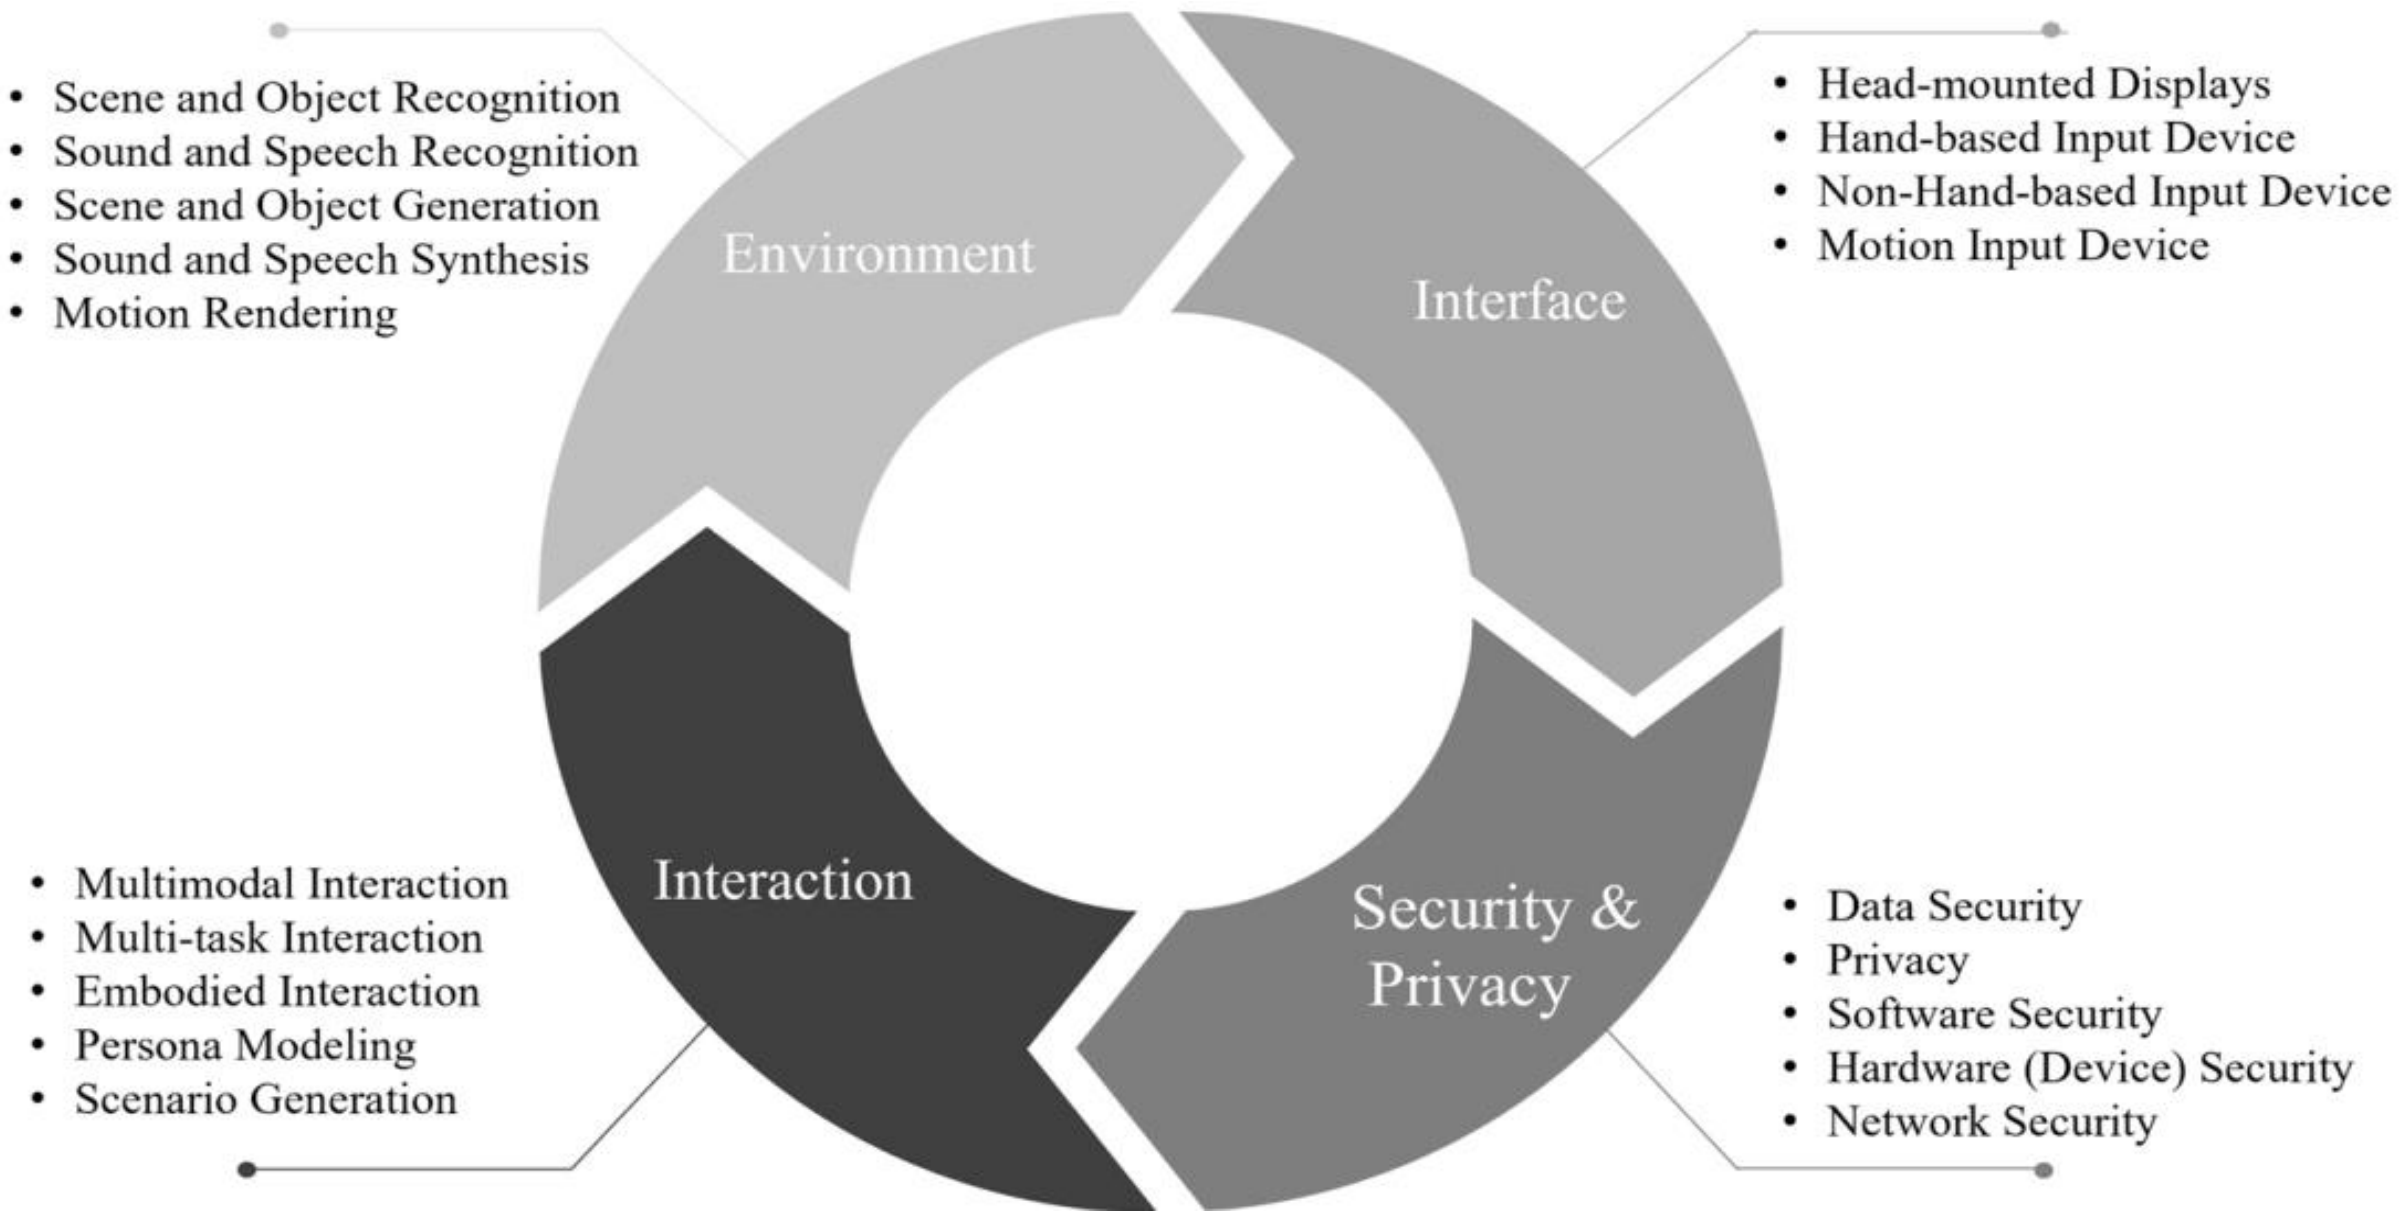 • Scene and Object Recognition
• Sound and Speech Recognition
• Scene and Object Generation
• Sound and Speech Synthesis
• Motion Rendering
Environment
• Head-mounted Displays
• Hand-based Input Device
• Non-Hand-based Input Device
• Motion Input Device
Interface
• Multimodal Interaction
• Multi-task Interaction
• Embodied Interaction
• Persona Modeling
• Scenario Generation
Interaction
Security &
Privacy
• Data Security
• Privacy
• Software Security
• Hardware (Device) Security
• Network Security